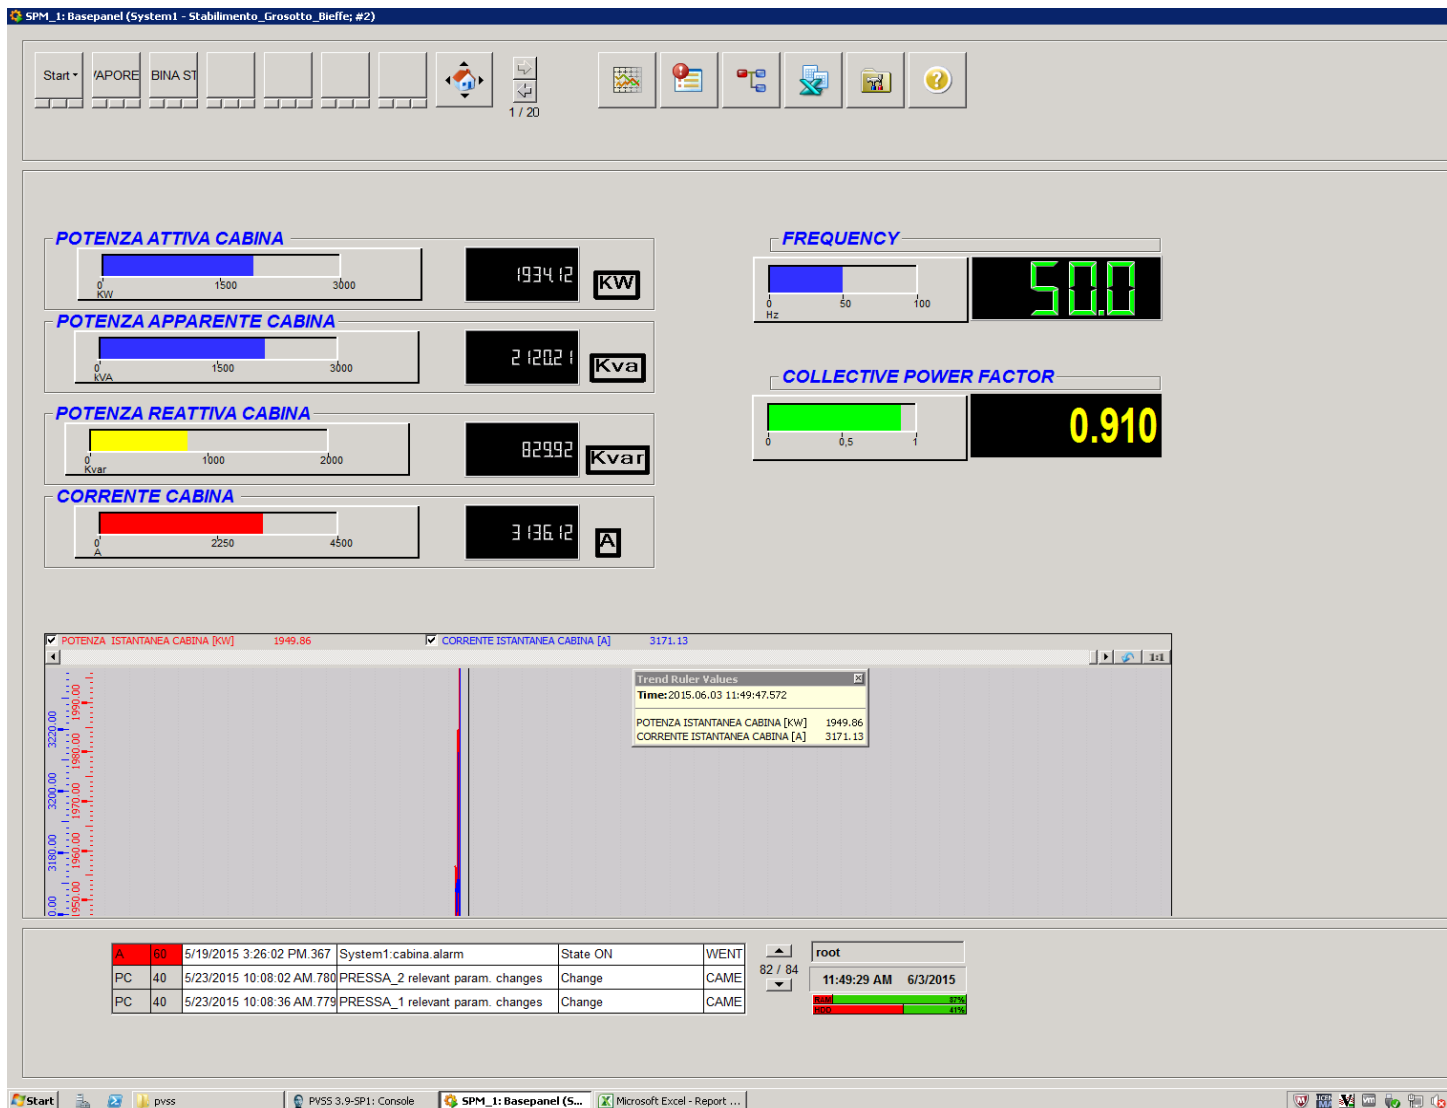 SPM_1: Basepanel (System1 - Stabilimento_Grosotto_Bieffe; #2)
Start
VAPORE
BINA ST
1 / 20
POTENZA ATTIVA CABINA
0 1500 3000
KW
1934.12
KW
POTENZA APPARENTE CABINA
0 1500 3000
kVA
2120.21
Kva
POTENZA REATTIVA CABINA
0 1000 2000
Kvar
829.92
Kvar
CORRENTE CABINA
0 2250 4500
A
3136.12
A
FREQUENCY
0 50 100
Hz
50.0
COLLECTIVE POWER FACTOR
0 0,5 1
0.910
POTENZA ISTANTANEA CABINA [KW] 1949.86 CORRENTE ISTANTANEA CABINA [A] 3171.13
1:1
3220.00
3200.00
3180.00
0.00
1990.00
1980.00
1970.00
1960.00
1950.00
Trend Ruler Values
Time:2015.06.03 11:49:47.572
POTENZA ISTANTANEA CABINA [KW] 1949.86
CORRENTE ISTANTANEA CABINA [A] 3171.13
A 60 5/19/2015 3:26:02 PM.367 System1:cabina.alarm State ON WENT
PC 40 5/23/2015 10:08:02 AM.780 PRESSA_2 relevant param. changes Change CAME
PC 40 5/23/2015 10:08:36 AM.779 PRESSA_1 relevant param. changes Change CAME
82 / 84
root
11:49:29 AM 6/3/2015
RAM 87%
HDD 41%
Start pvss PVSS 3.9-SP1: Console SPM_1: Basepanel (S... Microsoft Excel - Report ...